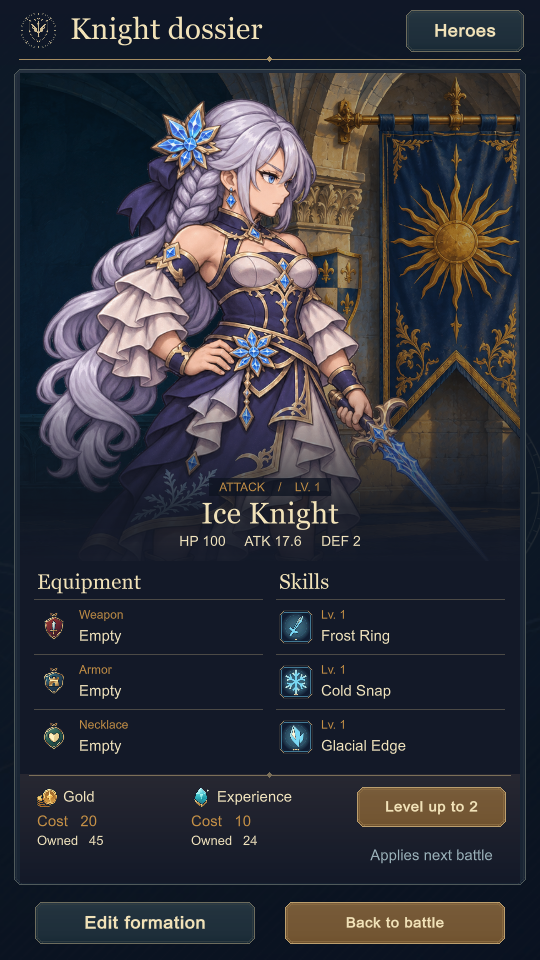 Knight dossier
Heroes
ATTACK / LV. 1
Ice Knight
HP 100 ATK 17.6 DEF 2
Equipment
Weapon
Empty
Armor
Empty
Necklace
Empty
Skills
Lv. 1
Frost Ring
Lv. 1
Cold Snap
Lv. 1
Glacial Edge
Gold
Cost 20
Owned 45
Experience
Cost 10
Owned 24
Level up to 2
Applies next battle
Edit formation
Back to battle